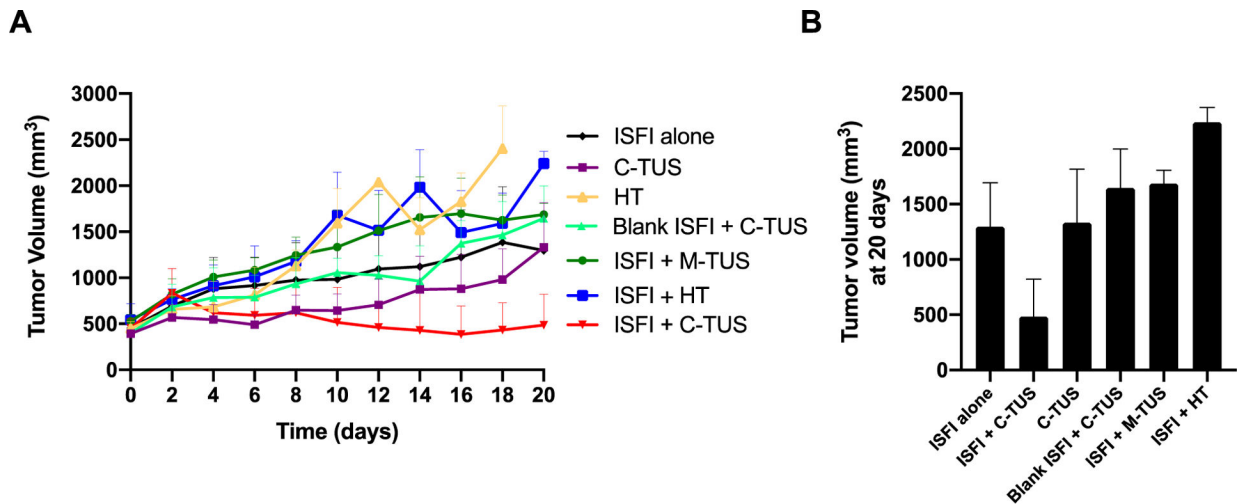 A
Tumor Volume (mm³)
3000
2500
2000
1500
1000
500
0
0 2 4 6 8 10 12 14 16 18 20
Time (days)
ISFI alone
C-TUS
HT
Blank ISFI + C-TUS
ISFI + M-TUS
ISFI + HT
ISFI + C-TUS
B
Tumor volume (mm³)
at 20 days
2500
2000
1500
1000
500
0
ISFI alone
ISFI + C-TUS
C-TUS
Blank ISFI + C-TUS
ISFI + M-TUS
ISFI + HT